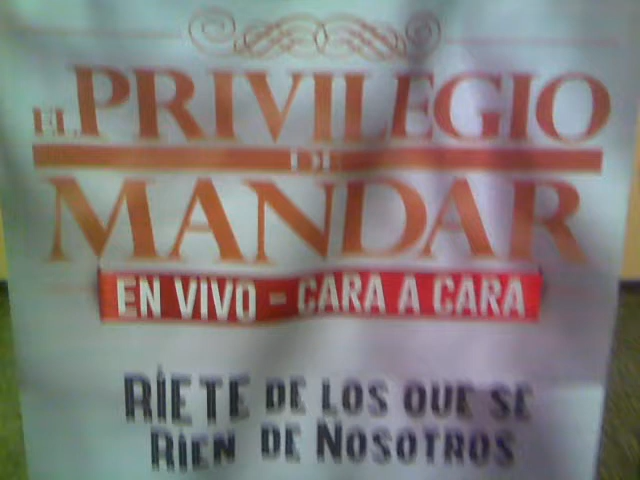 EL PRIVILEGIO
DE
MANDAR
EN VIVO - CARA A CARA
RÍETE DE LOS QUE SE
RÍEN DE NOSOTROS